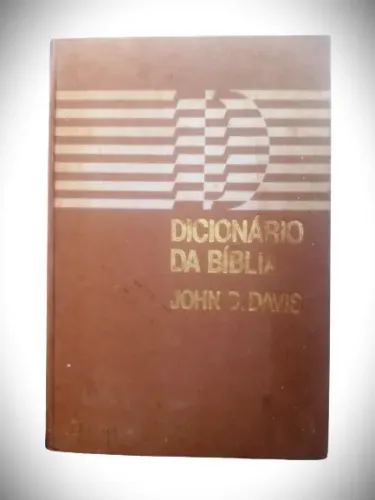 DICIONÁRIO
DA BÍBLIA
JOHN D. DAVIS